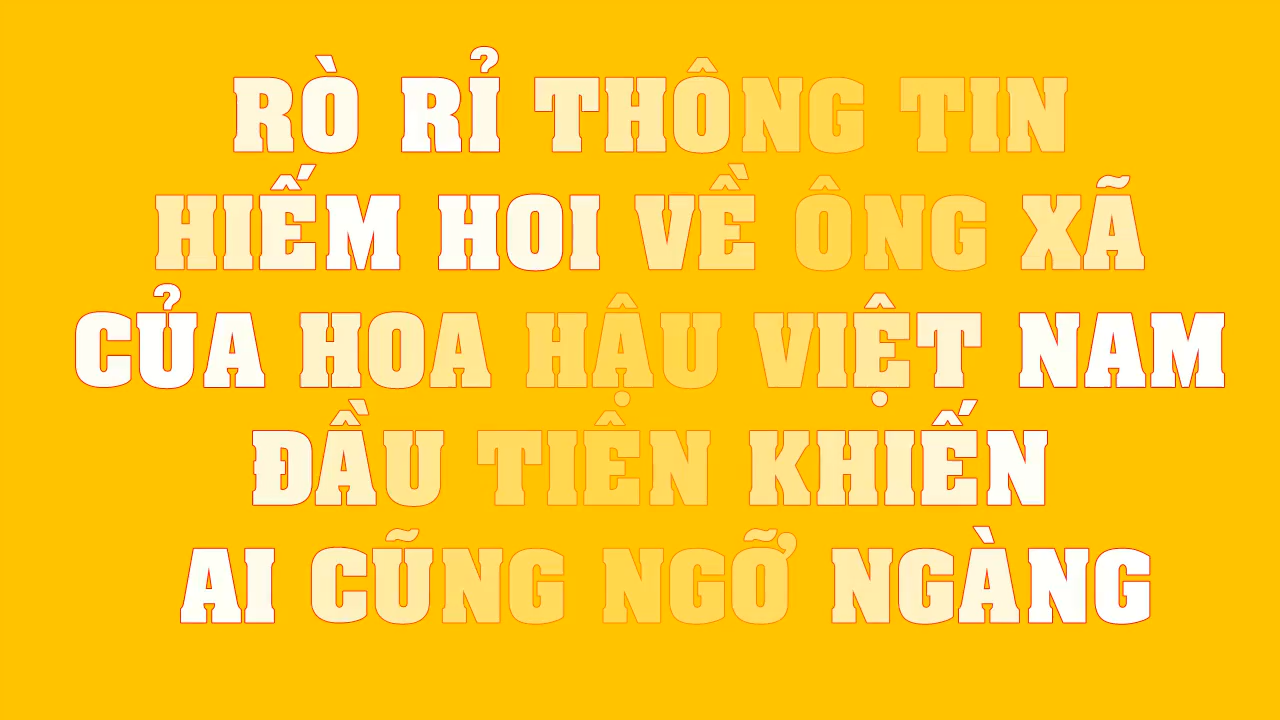 RÒ RỈ THÔNG TIN
HIẾM HOI VỀ ÔNG XÃ
CỦA HOA HẬU VIỆT NAM
ĐẦU TIÊN KHIẾN
AI CŨNG NGỠ NGÀNG